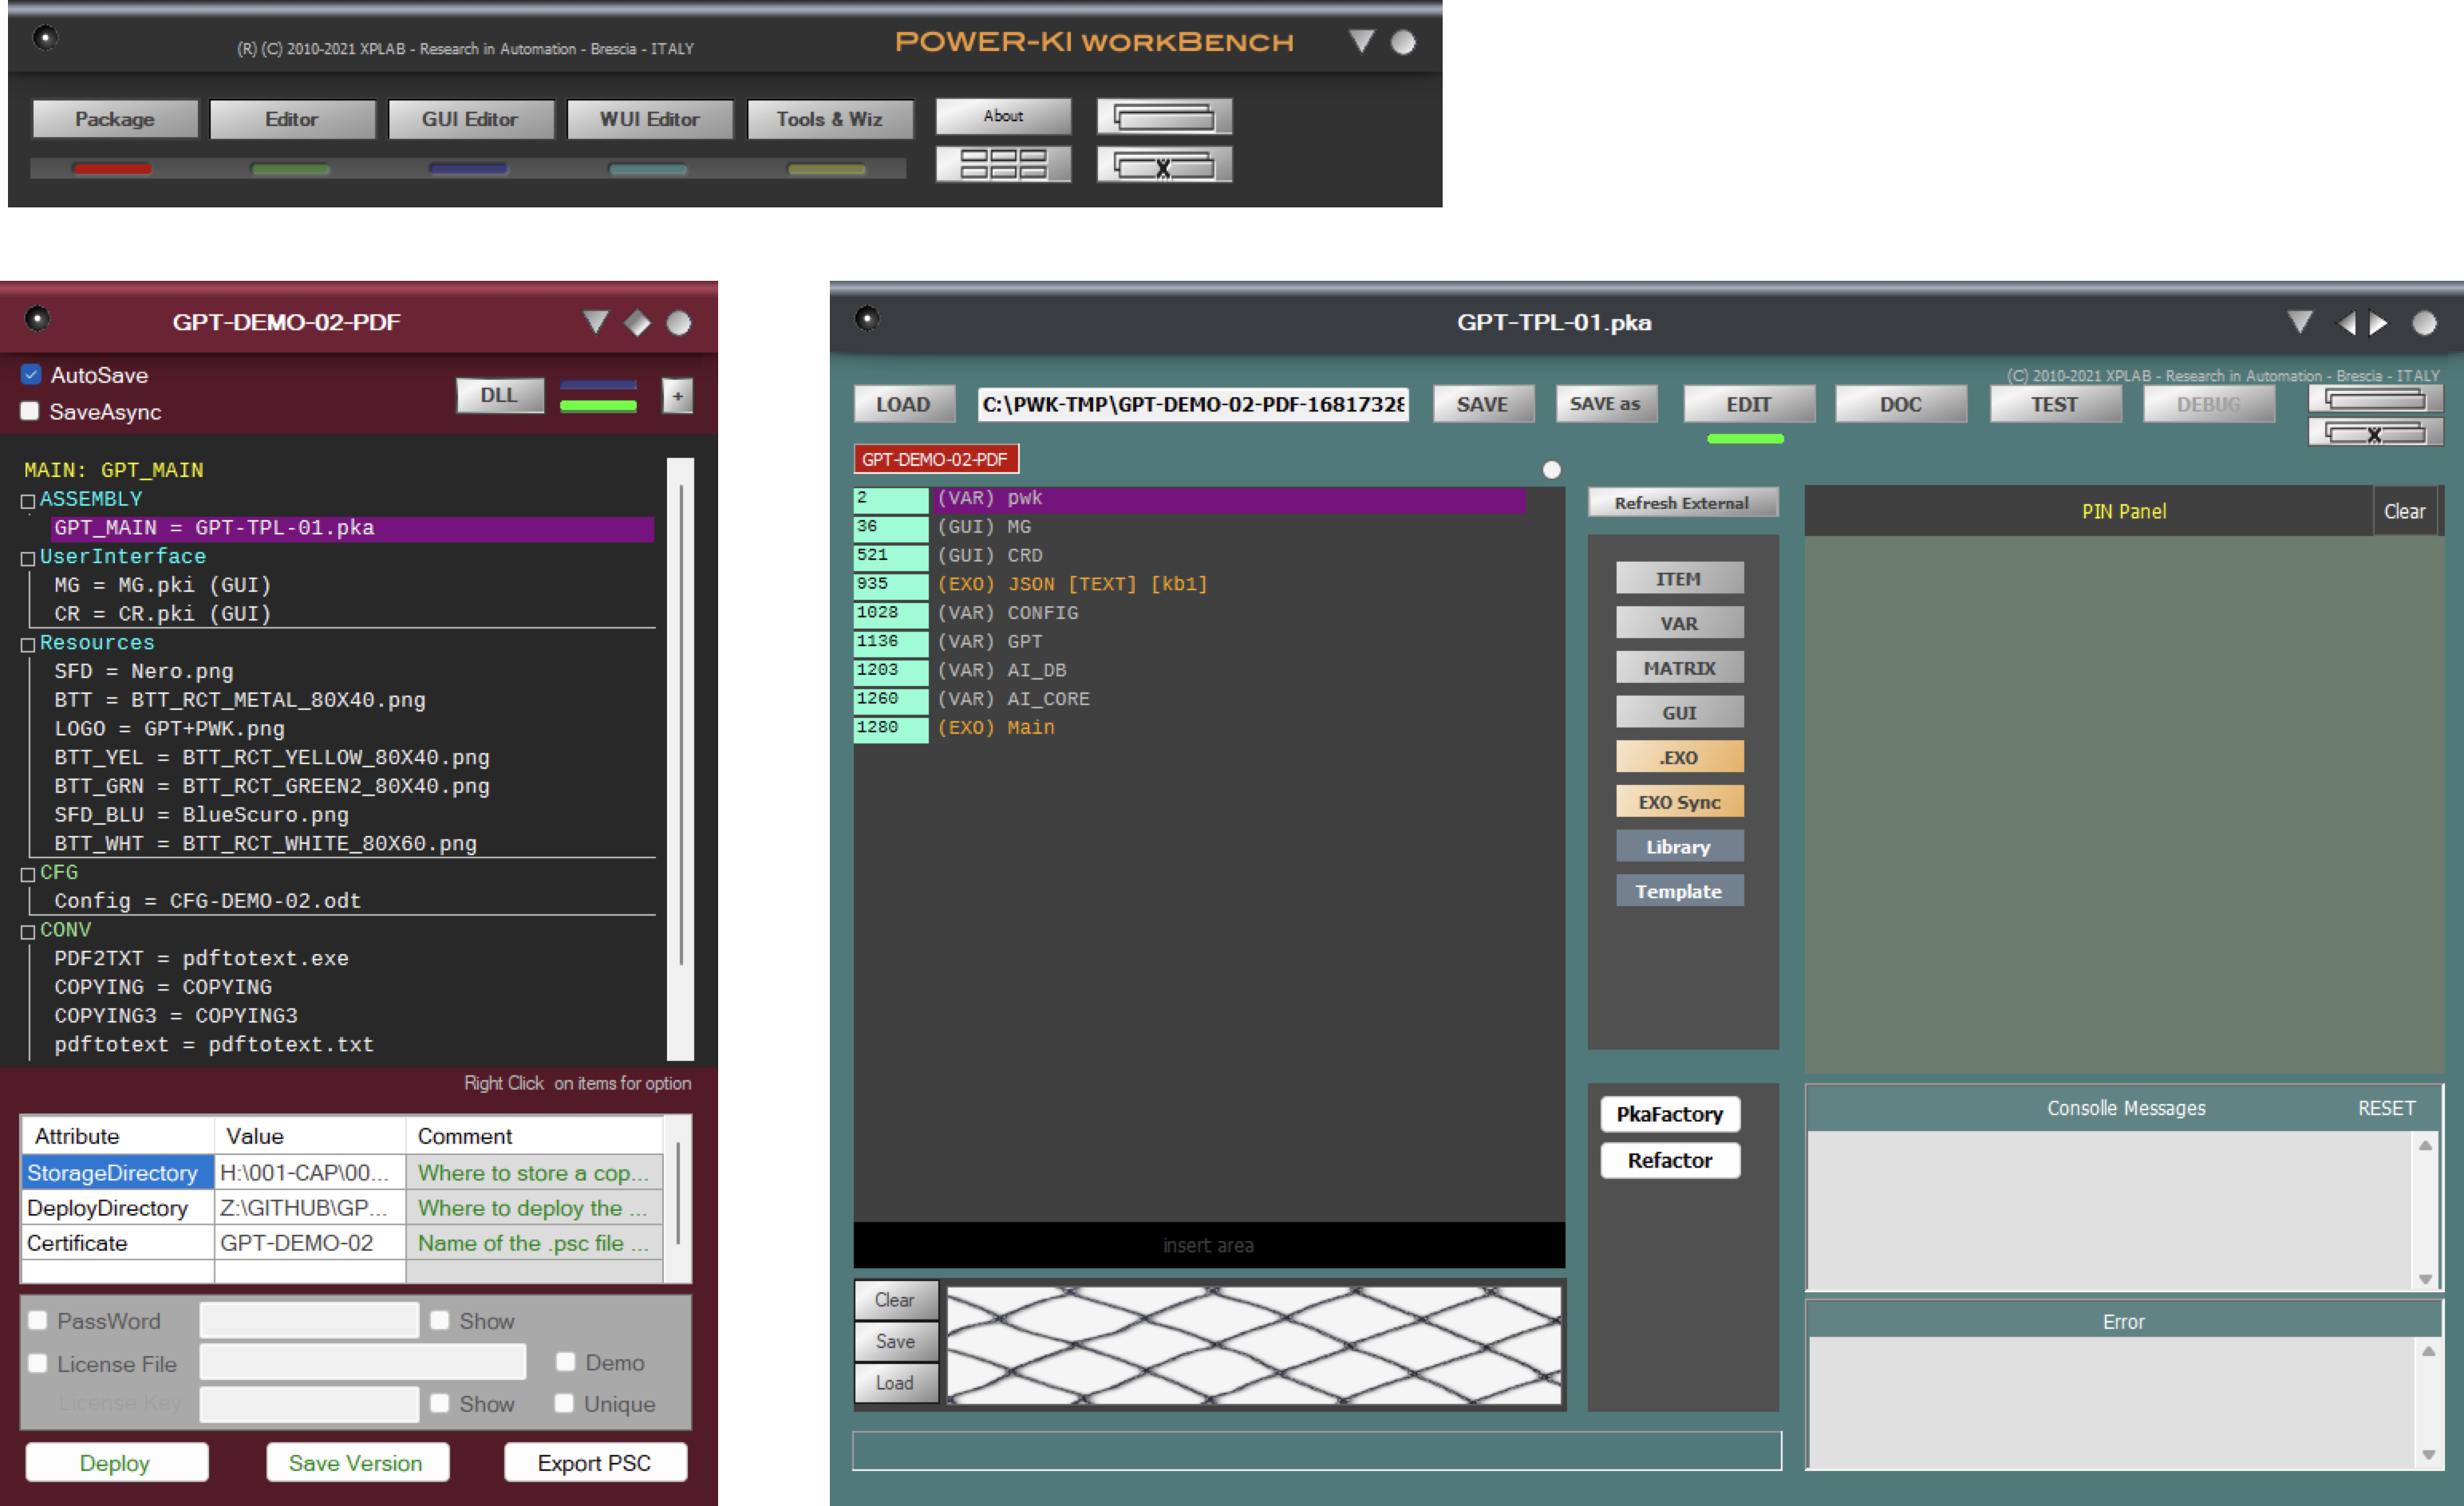 (R) (C) 2010-2021 XPLAB - Research in Automation - Brescia - ITALY
POWER-KI WORKBENCH
Package
Editor
GUI Editor
WUI Editor
Tools & Wiz
About
GPT-DEMO-02-PDF
AutoSave
SaveAsync
DLL
+
MAIN: GPT_MAIN
ASSEMBLY
GPT_MAIN = GPT-TPL-01.pka
UserInterface
MG = MG.pki (GUI)
CR = CR.pki (GUI)
Resources
SFD = Nero.png
BTT = BTT_RCT_METAL_80X40.png
LOGO = GPT+PWK.png
BTT_YEL = BTT_RCT_YELLOW_80X40.png
BTT_GRN = BTT_RCT_GREEN2_80X40.png
SFD_BLU = BlueScuro.png
BTT_WHT = BTT_RCT_WHITE_80X60.png
CFG
Config = CFG-DEMO-02.odt
CONV
PDF2TXT = pdftotext.exe
COPYING = COPYING
COPYING3 = COPYING3
pdftotext = pdftotext.txt
Right Click on items for option
Attribute Value Comment
StorageDirectory H:\001-CAP\00... Where to store a cop...
DeployDirectory Z:\GITHUB\GP... Where to deploy the ...
Certificate GPT-DEMO-02 Name of the .psc file ...
PassWord Show
License File Demo
License Key Show Unique
Deploy
Save Version
Export PSC
GPT-TPL-01.pka
(C) 2010-2021 XPLAB - Research in Automation - Brescia - ITALY
LOAD
C:\PWK-TMP\GPT-DEMO-02-PDF-16817328
SAVE
SAVE as
EDIT
DOC
TEST
DEBUG
GPT-DEMO-02-PDF
2 (VAR) pwk
36 (GUI) MG
521 (GUI) CRD
935 (EXO) JSON [TEXT] [kb1]
1028 (VAR) CONFIG
1136 (VAR) GPT
1203 (VAR) AI_DB
1260 (VAR) AI_CORE
1280 (EXO) Main
insert area
Clear
Save
Load
Refresh External
ITEM
VAR
MATRIX
GUI
.EXO
EXO Sync
Library
Template
PkaFactory
Refactor
PIN Panel
Clear
Consolle Messages
RESET
Error